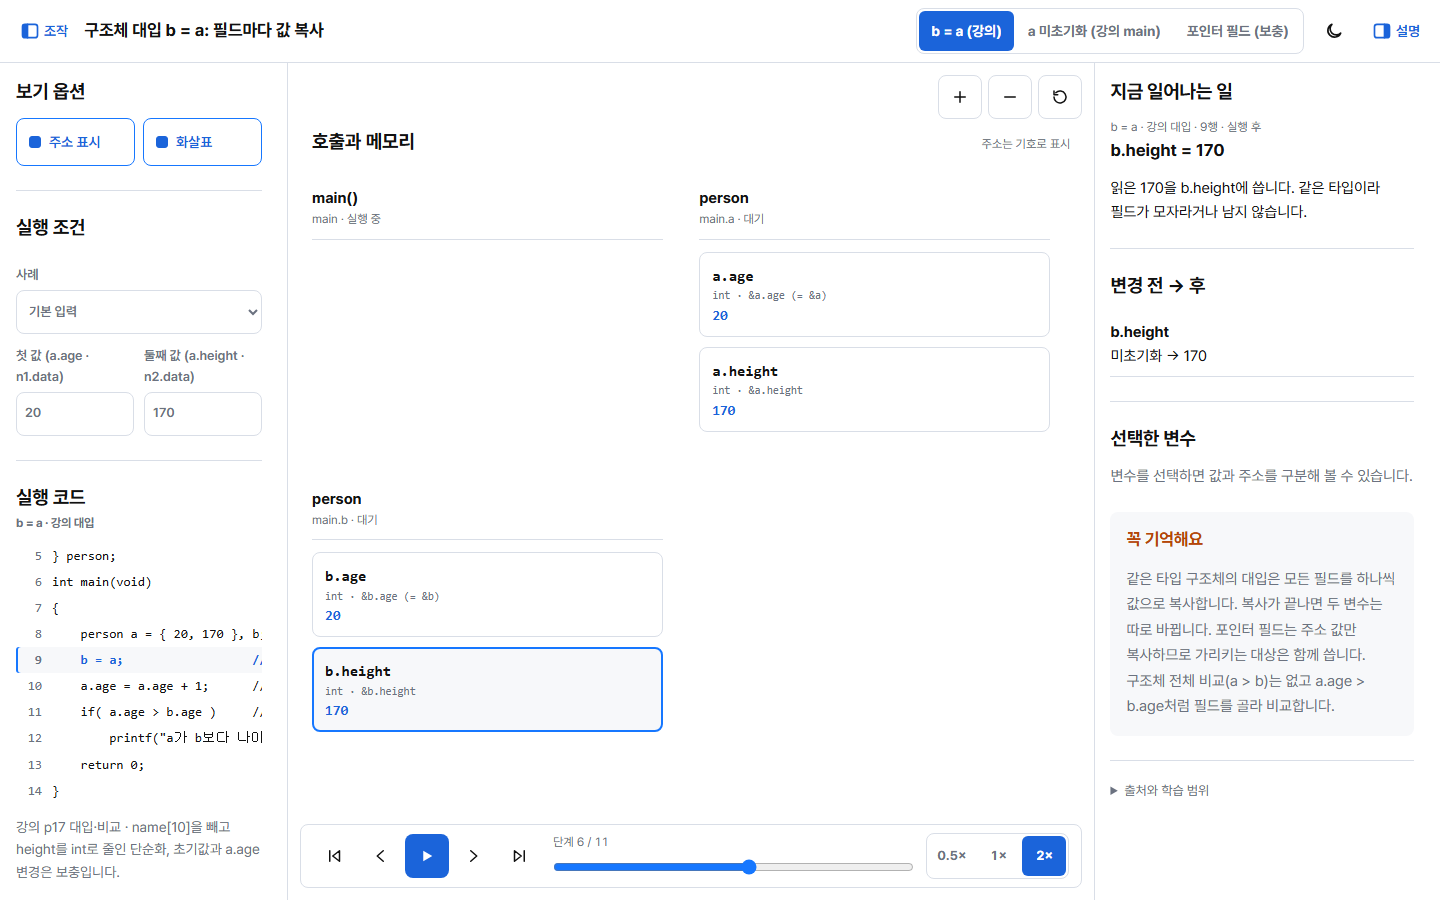 조작
구조체 대입 b = a: 필드마다 값 복사
b = a (강의)
a 미초기화 (강의 main)
포인터 필드 (보충)
설명
보기 옵션
주소 표시
화살표
실행 조건
사례
기본 입력
첫 값 (a.age ·
n1.data)
둘째 값 (a.height ·
n2.data)
20
170
실행 코드
b = a · 강의 대입
5 } person;
6 int main(void)
7 {
8 person a = { 20, 170 }, b
9 b = a; //
10 a.age = a.age + 1; //
11 if( a.age > b.age ) //
12 printf("a가 b보다 나이
13 return 0;
14 }
강의 p17 대입·비교 · name[10]을 빼고
height를 int로 줄인 단순화, 초기값과 a.age
변경은 보충입니다.
호출과 메모리
주소는 기호로 표시
main()
main · 실행 중
person
main.a · 대기
a.age
int · &a.age (= &a)
20
a.height
int · &a.height
170
person
main.b · 대기
b.age
int · &b.age (= &b)
20
b.height
int · &b.height
170
단계 6 / 11
0.5×
1×
2×
지금 일어나는 일
b = a · 강의 대입 · 9행 · 실행 후
b.height = 170
읽은 170을 b.height에 씁니다. 같은 타입이라
필드가 모자라거나 남지 않습니다.
변경 전 → 후
b.height
미초기화 → 170
선택한 변수
변수를 선택하면 값과 주소를 구분해 볼 수 있습니다.
꼭 기억해요
같은 타입 구조체의 대입은 모든 필드를 하나씩
값으로 복사합니다. 복사가 끝나면 두 변수는
따로 바뀝니다. 포인터 필드는 주소 값만
복사하므로 가리키는 대상은 함께 씁니다.
구조체 전체 비교(a > b)는 없고 a.age >
b.age처럼 필드를 골라 비교합니다.
▶ 출처와 학습 범위